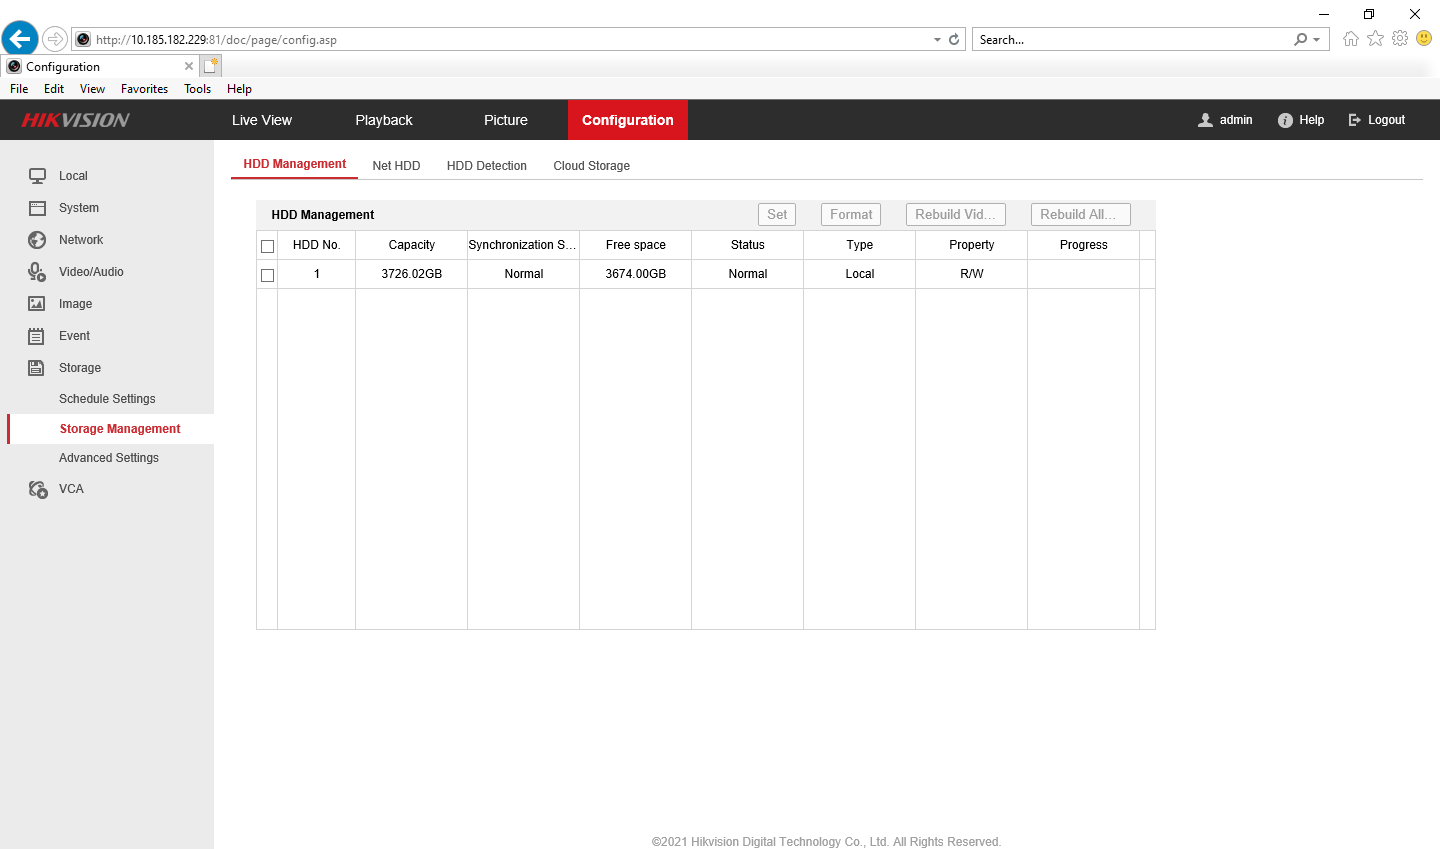 http://10.185.182.229:81/doc/page/config.asp
Search...
Configuration
File Edit View Favorites Tools Help
HIKVISION Live View Playback Picture Configuration admin Help Logout
Local
System
Network
Video/Audio
Image
Event
Storage
Schedule Settings
Storage Management
Advanced Settings
VCA
HDD Management Net HDD HDD Detection Cloud Storage
HDD Management Set Format Rebuild Vid... Rebuild All...
HDD No. Capacity Synchronization S... Free space Status Type Property Progress
1 3726.02GB Normal 3674.00GB Normal Local R/W
©2021 Hikvision Digital Technology Co., Ltd. All Rights Reserved.